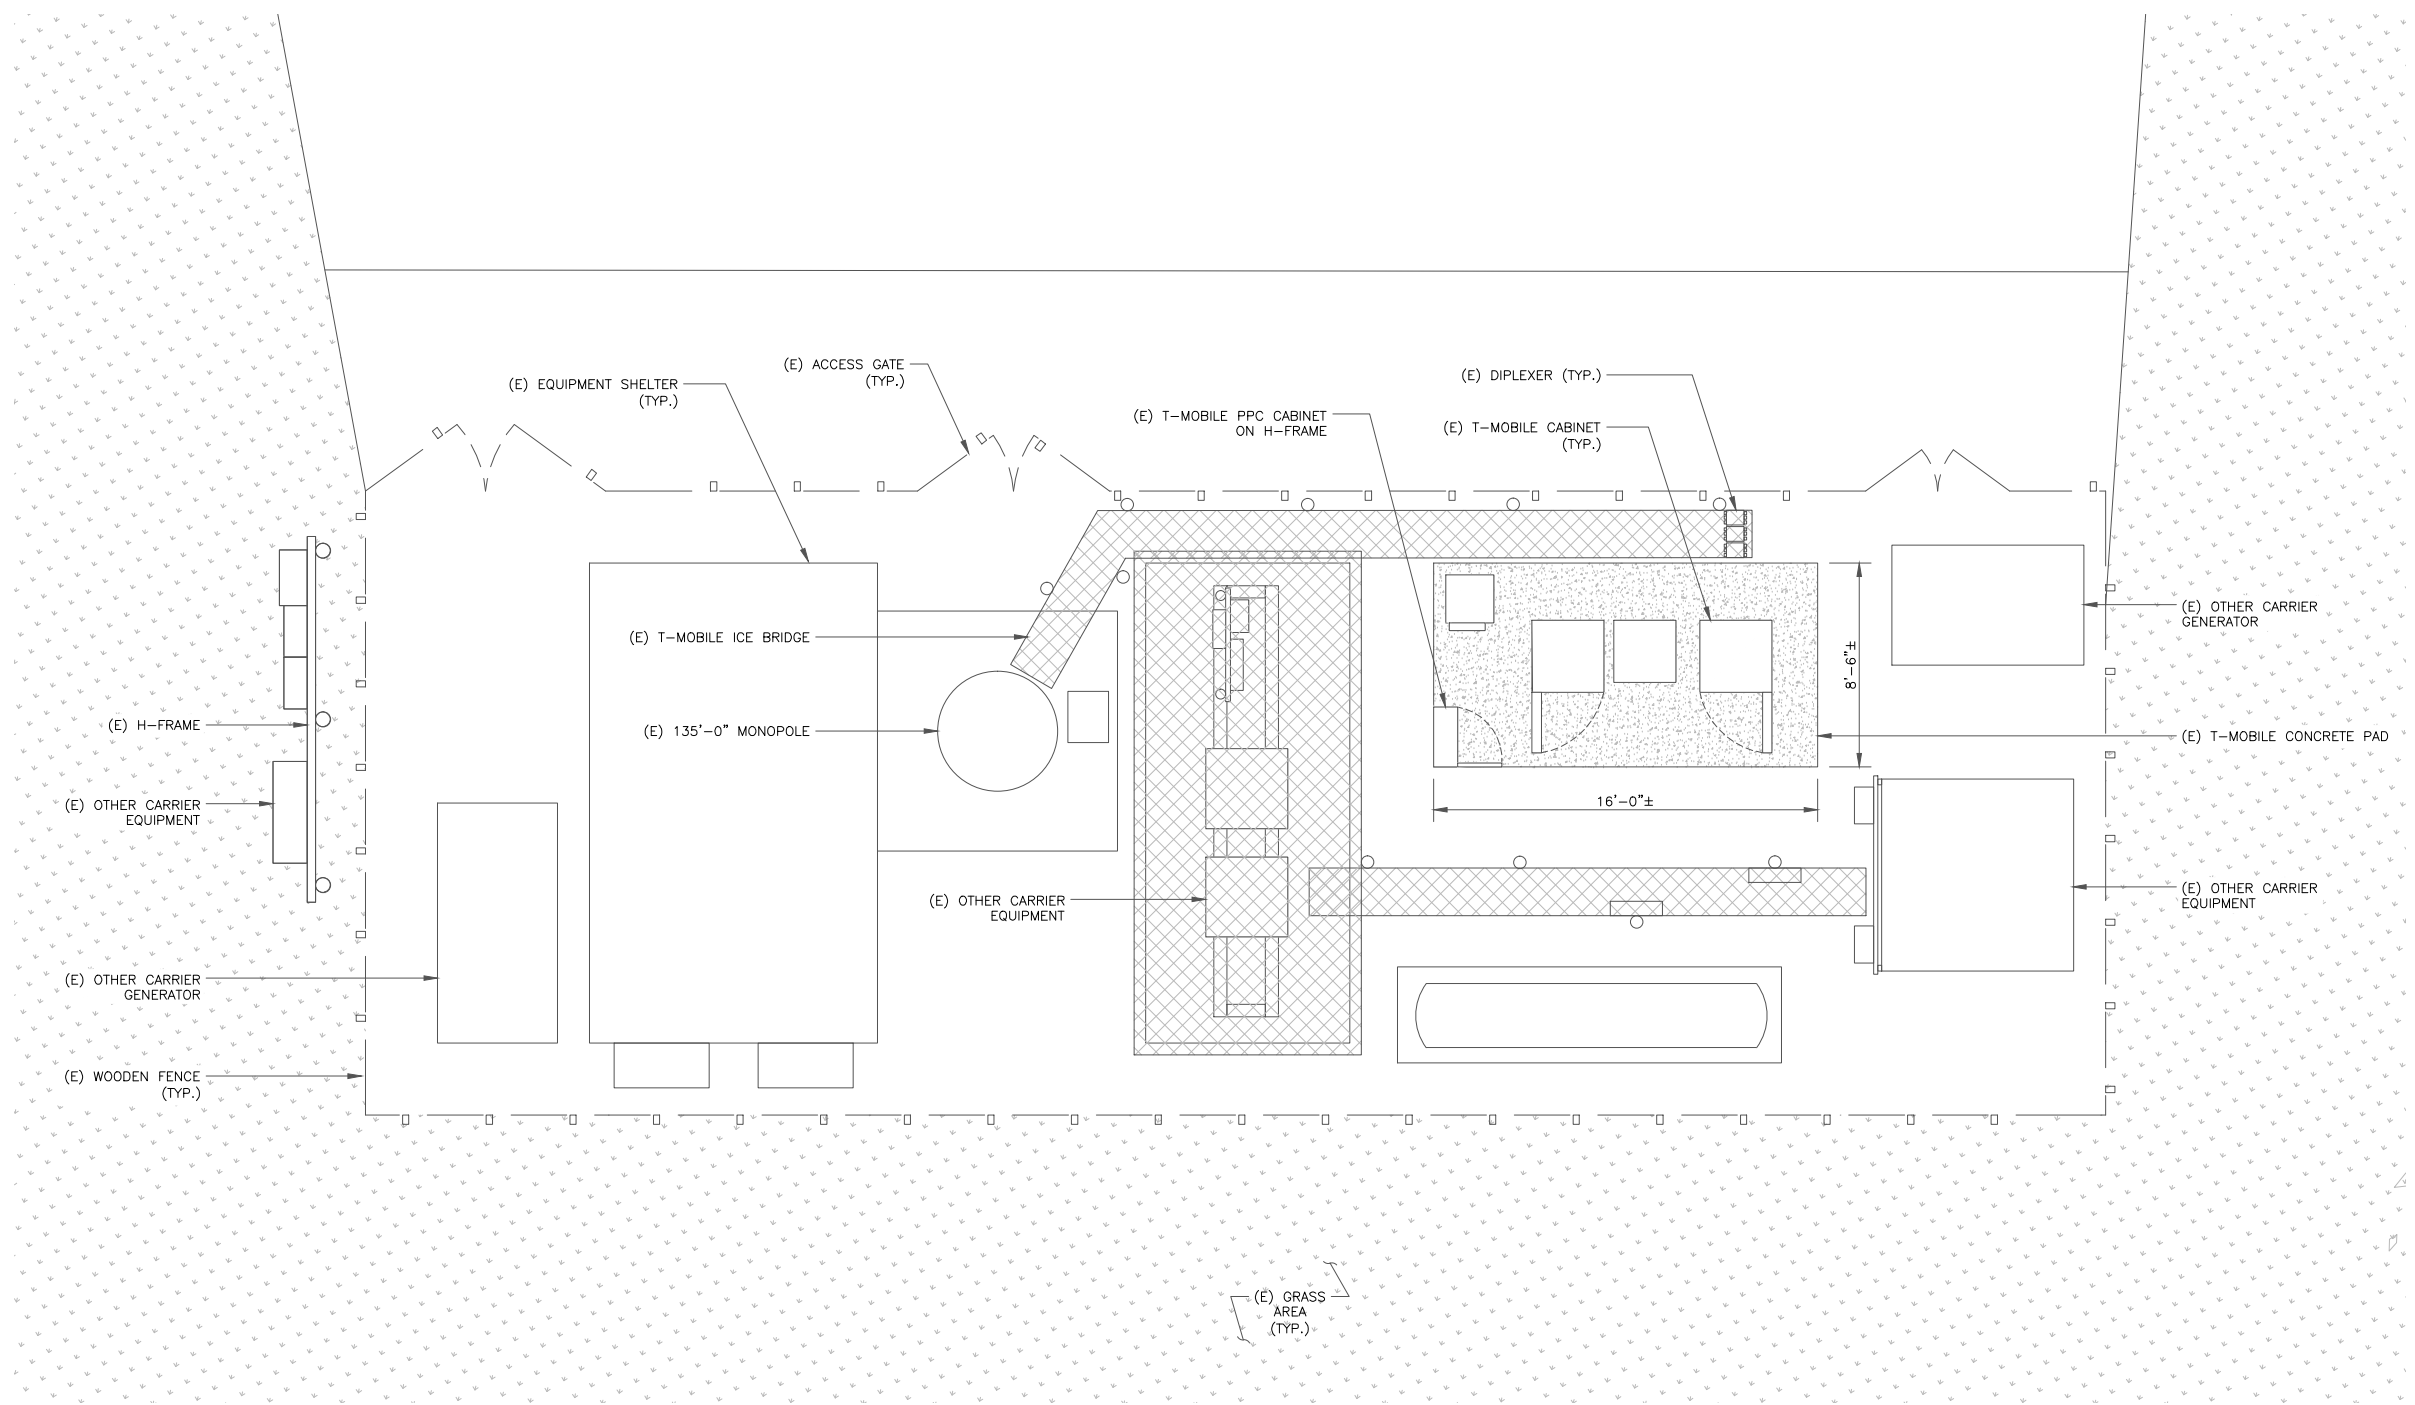 (E) ACCESS GATE
(TYP.)
(E) EQUIPMENT SHELTER
(TYP.)
(E) DIPLEXER (TYP.)
(E) T-MOBILE PPC CABINET
ON H-FRAME
(E) T-MOBILE CABINET
(TYP.)
(E) OTHER CARRIER
GENERATOR
(E) T-MOBILE ICE BRIDGE
8'-6"±
(E) H-FRAME
(E) 135'-0" MONOPOLE
(E) T-MOBILE CONCRETE PAD
16'-0"±
(E) OTHER CARRIER
EQUIPMENT
(E) OTHER CARRIER
EQUIPMENT
(E) OTHER CARRIER
EQUIPMENT
(E) OTHER CARRIER
GENERATOR
(E) WOODEN FENCE
(TYP.)
(E) GRASS
AREA
(TYP.)